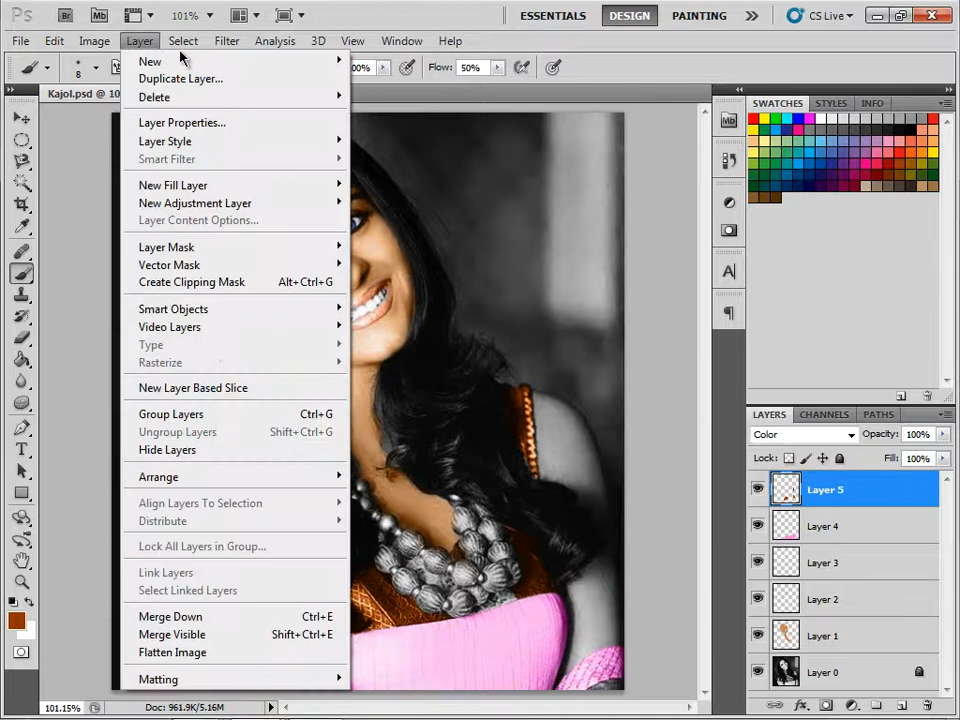 Ps Br Mb 101% ESSENTIALS DESIGN PAINTING CS Live
File Edit Image Layer Select Filter Analysis 3D View Window Help
8 00% Flow: 50%
Kajol.psd @ 10
New
Duplicate Layer...
Delete
Layer Properties...
Layer Style
Smart Filter
New Fill Layer
New Adjustment Layer
Layer Content Options...
Layer Mask
Vector Mask
Create Clipping Mask Alt+Ctrl+G
Smart Objects
Video Layers
Type
Rasterize
New Layer Based Slice
Group Layers Ctrl+G
Ungroup Layers Shift+Ctrl+G
Hide Layers
Arrange
Align Layers To Selection
Distribute
Lock All Layers in Group...
Link Layers
Select Linked Layers
Merge Down Ctrl+E
Merge Visible Shift+Ctrl+E
Flatten Image
Matting
SWATCHES STYLES INFO
Mb
A
LAYERS CHANNELS PATHS
Color Opacity: 100%
Lock: Fill: 100%
Layer 5
Layer 4
Layer 3
Layer 2
Layer 1
Layer 0
fx
T
101.15% Doc: 961.9K/5.16M